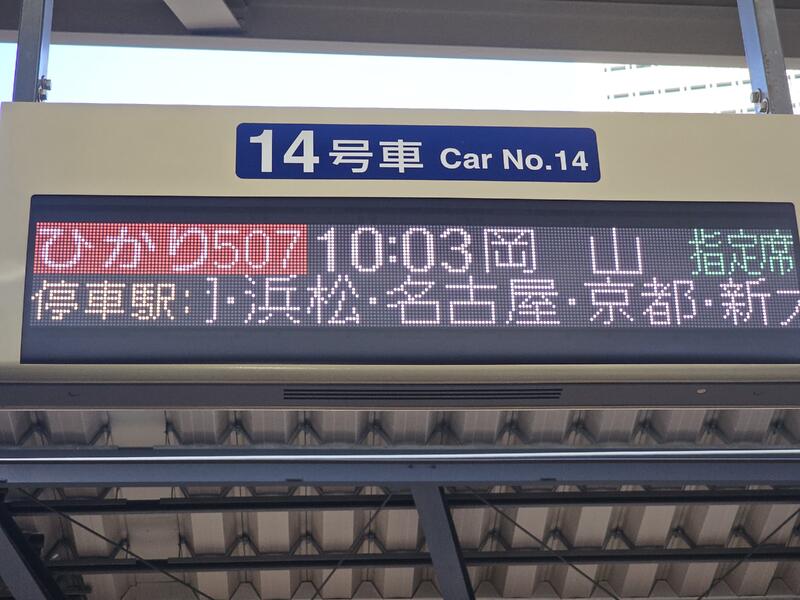 14号車 Car No.14
ひかり507 10:03 岡 山 指定席
停車駅:・浜松・名古屋・京都・新